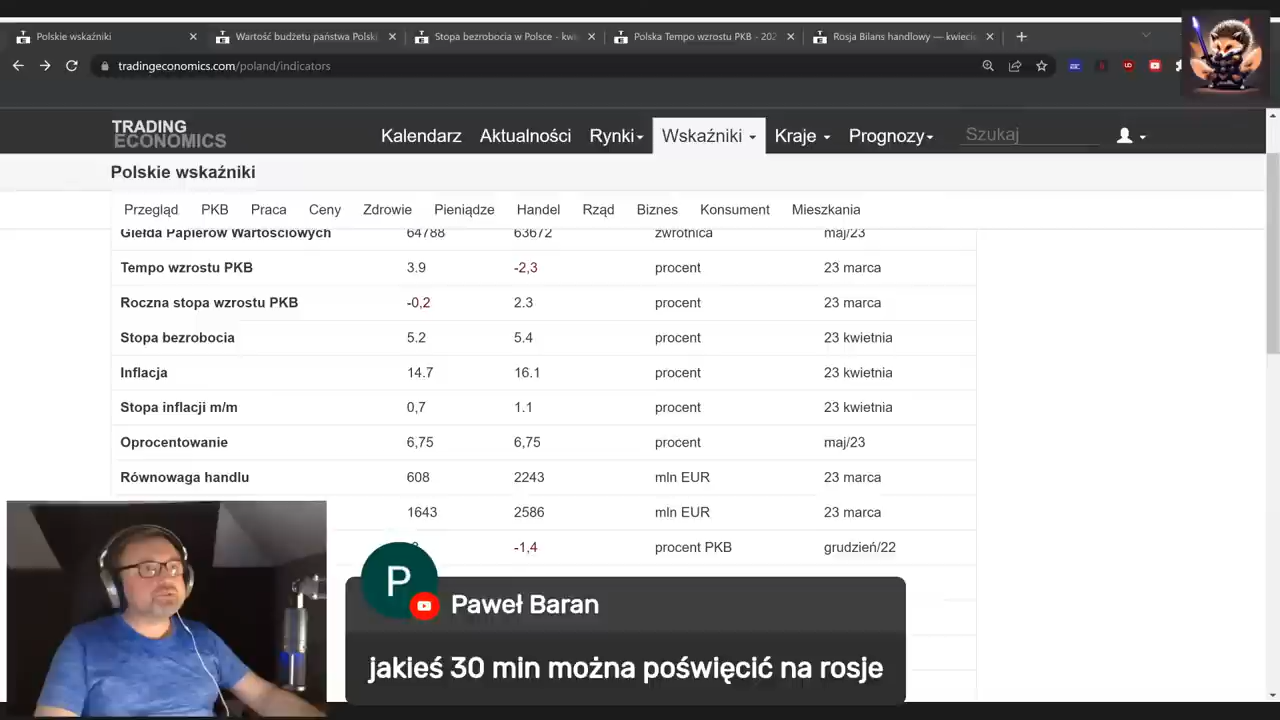 Polskie wskaźniki
Wartość budżetu państwa Polski
Stopa bezrobocia w Polsce - kwi
Polska Tempo wzrostu PKB - 202
Rosja Bilans handlowy — kwiecie
tradingeconomics.com/poland/indicators
TRADING
ECONOMICS
Kalendarz Aktualności Rynki Wskaźniki Kraje Prognozy Szukaj
Polskie wskaźniki
Przegląd PKB Praca Ceny Zdrowie Pieniądze Handel Rząd Biznes Konsument Mieszkania
Giełda Papierów Wartościowych 64788 63672 zwrotnica maj/23
Tempo wzrostu PKB 3.9 -2,3 procent 23 marca
Roczna stopa wzrostu PKB -0,2 2.3 procent 23 marca
Stopa bezrobocia 5.2 5.4 procent 23 kwietnia
Inflacja 14.7 16.1 procent 23 kwietnia
Stopa inflacji m/m 0,7 1.1 procent 23 kwietnia
Oprocentowanie 6,75 6,75 procent maj/23
Równowaga handlu 608 2243 mln EUR 23 marca
1643 2586 mln EUR 23 marca
-1,4 procent PKB grudzień/22
P
Paweł Baran
jakieś 30 min można poświęcić na rosje